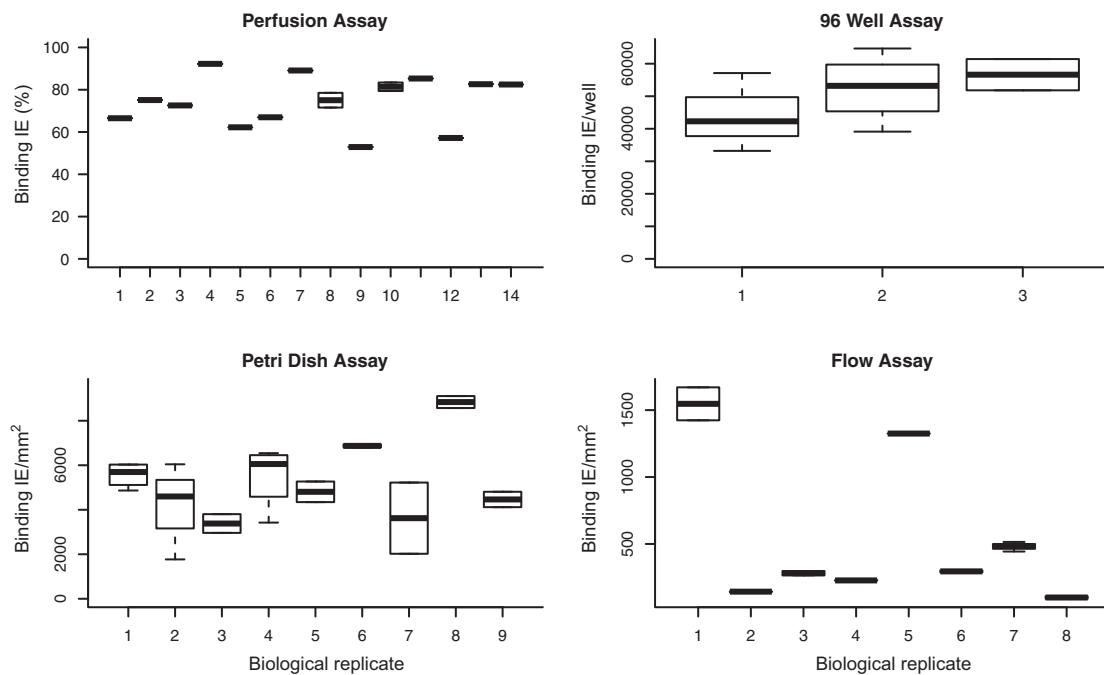 Perfusion Assay
Binding IE (%)
100
80
60
40
20
0
1 2 3 4 5 6 7 8 9 10 12 14
96 Well Assay
Binding IE/well
60000
40000
20000
0
1 2 3
Petri Dish Assay
Binding IE/mm²
6000
2000
0
1 2 3 4 5 6 7 8 9
Biological replicate
Flow Assay
Binding IE/mm²
1500
1000
500
1 2 3 4 5 6 7 8
Biological replicate